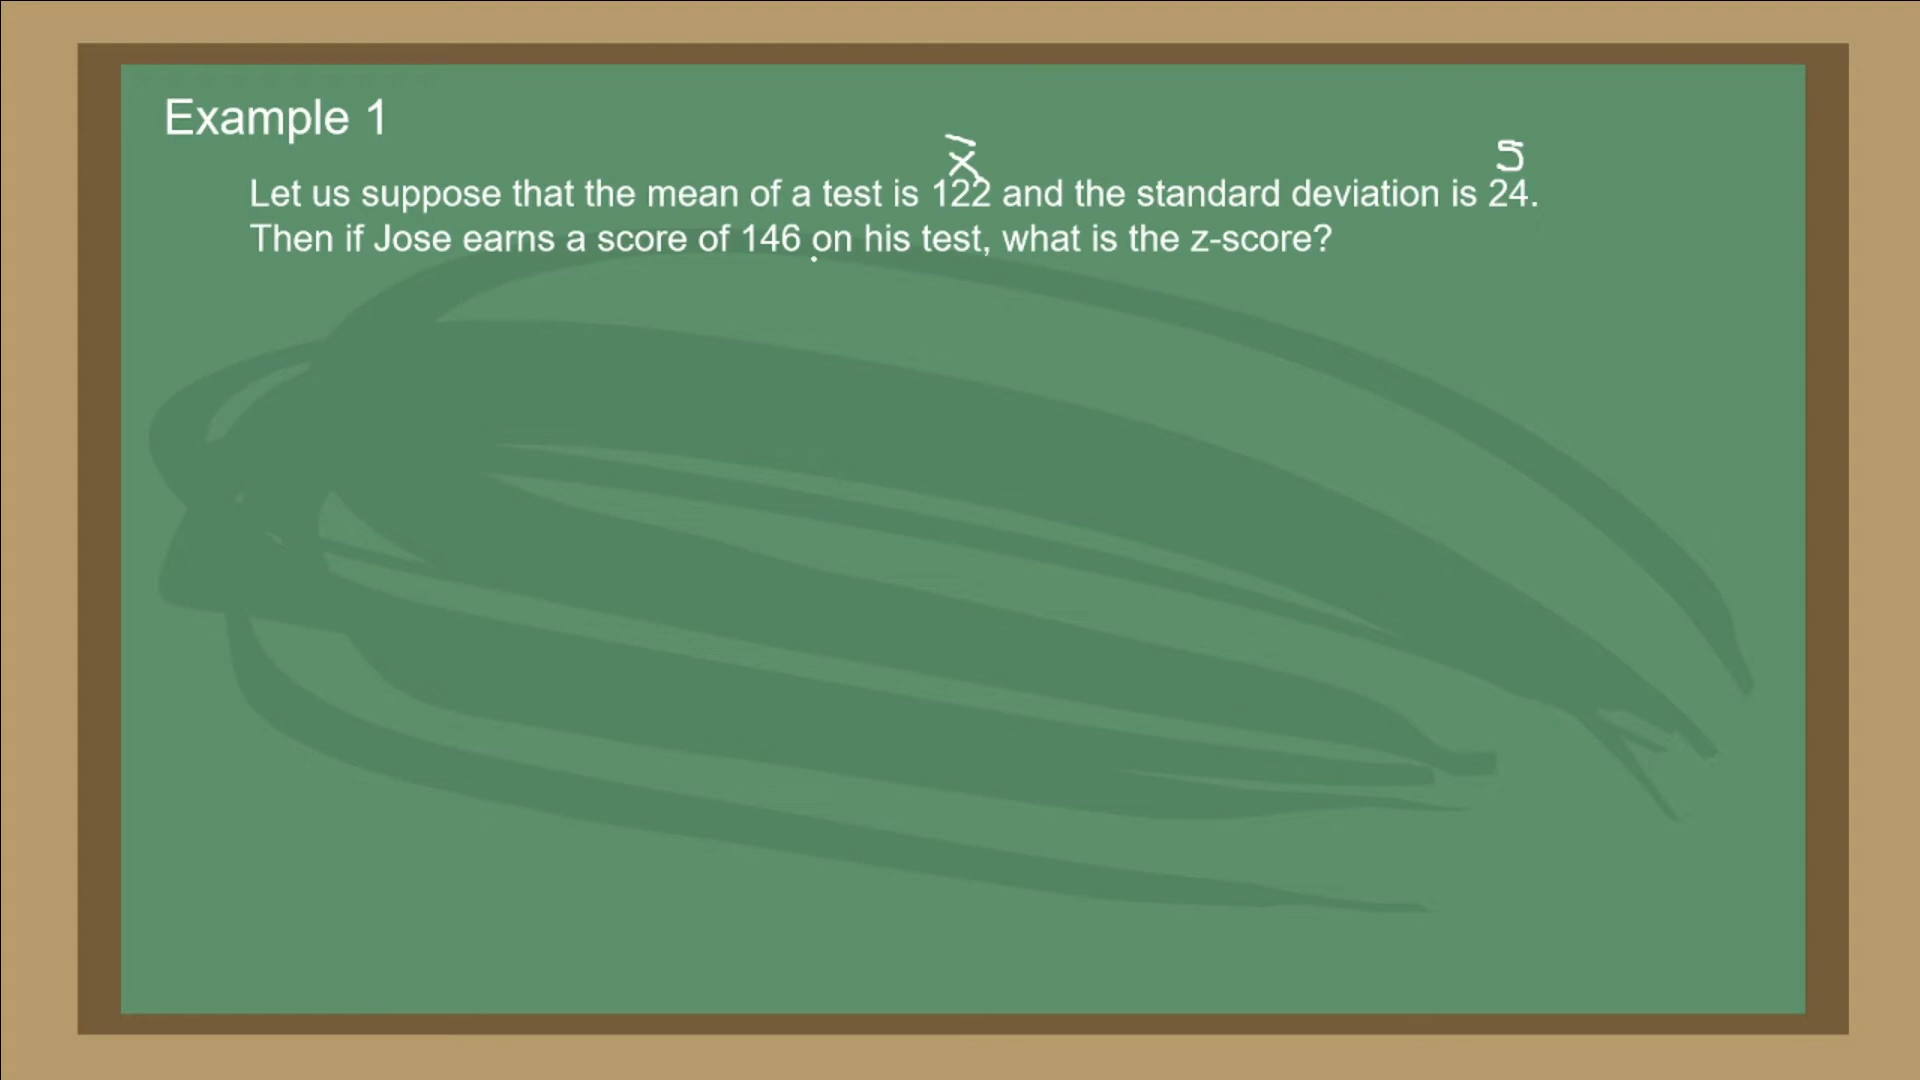 Example 1
x̄ s
Let us suppose that the mean of a test is 122 and the standard deviation is 24.
Then if Jose earns a score of 146 on his test, what is the z-score?